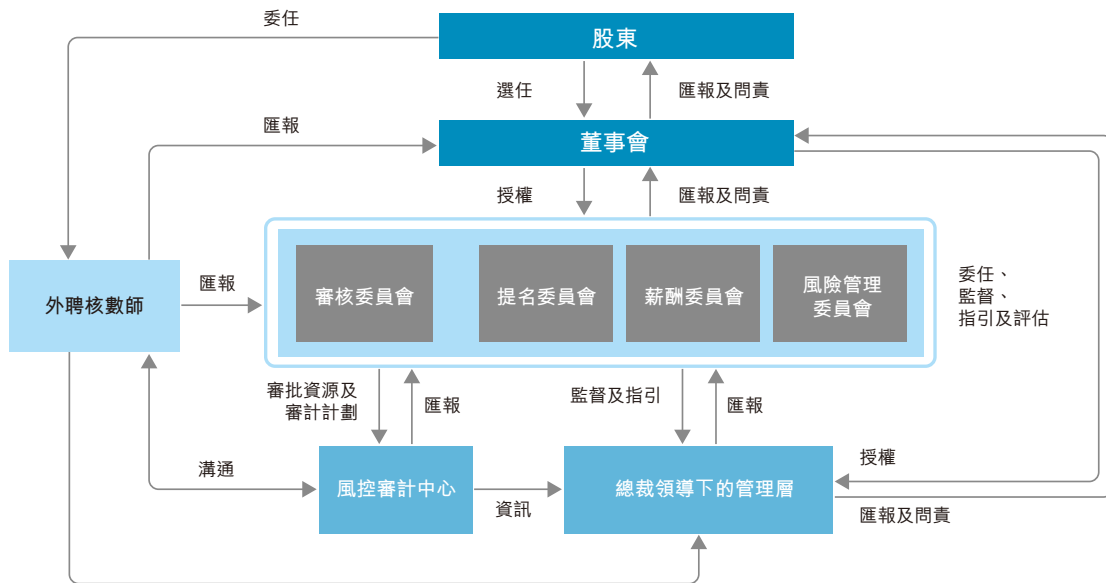 委任
股東
選任
匯報及問責
匯報
董事會
授權
匯報及問責
外聘核數師
匯報
審核委員會
提名委員會
薪酬委員會
風險管理
委員會
委任、
監督、
指引及評估
審批資源及
審計計劃
匯報
監督及指引
匯報
溝通
風控審計中心
資訊
總裁領導下的管理層
授權
匯報及問責